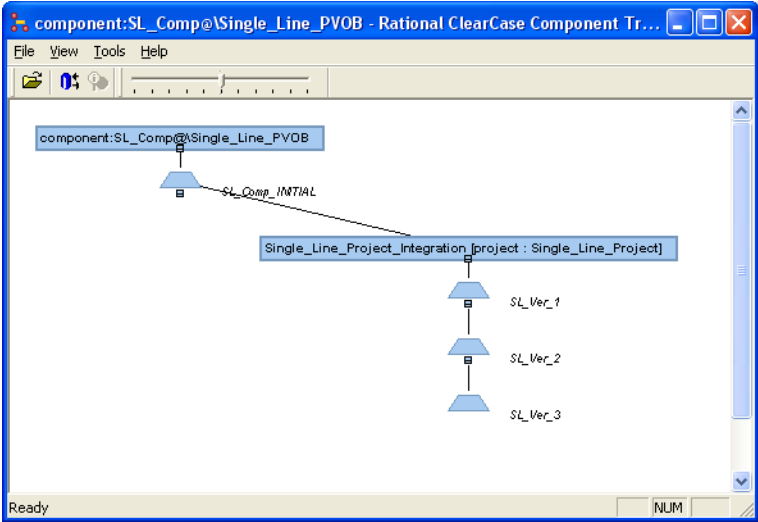 component:SL_Comp@\Single_Line_PVOB - Rational ClearCase Component Tr...
File View Tools Help
component:SL_Comp@\Single_Line_PVOB
SL_Comp_INITIAL
Single_Line_Project_Integration [project : Single_Line_Project]
SL_Ver_1
SL_Ver_2
SL_Ver_3
Ready NUM